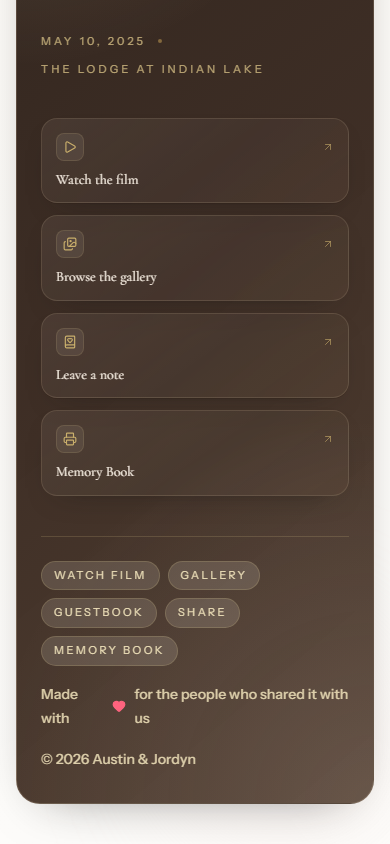 MAY 10, 2025 •
THE LODGE AT INDIAN LAKE
Watch the film
Browse the gallery
Leave a note
Memory Book
WATCH FILM
GALLERY
GUESTBOOK
SHARE
MEMORY BOOK
Made with
for the people who shared it with us
© 2026 Austin & Jordyn